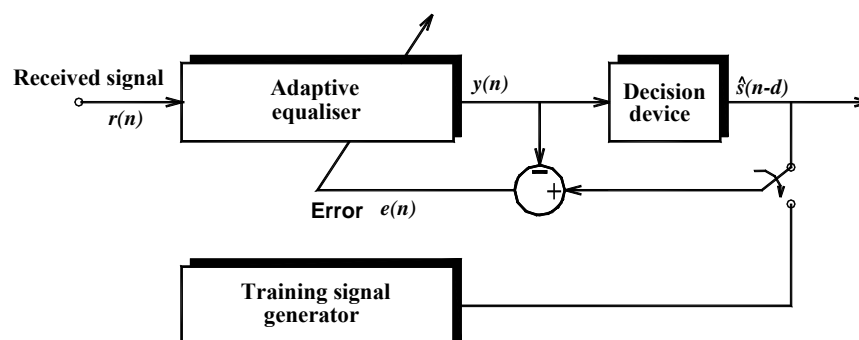 Received signal
r(n)
Adaptive
equaliser
y(n)
Decision
device
ŝ(n-d)
−
+
Error e(n)
Training signal
generator